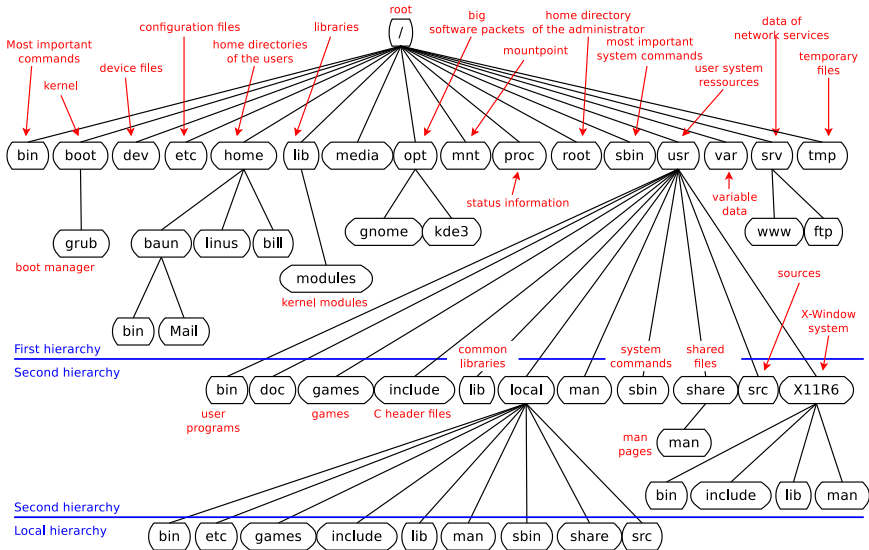 root
/
Most important
commands
kernel
device files
configuration files
home directories
of the users
libraries
big
software packets
mountpoint
home directory
of the administrator
most important
system commands
user system
ressources
data of
network services
temporary
files
bin
boot
dev
etc
home
lib
media
opt
mnt
proc
root
sbin
usr
var
srv
tmp
status information
variable
data
grub
boot manager
baun
linus
bill
gnome
kde3
www
ftp
modules
kernel modules
bin
Mail
sources
X-Window
system
First hierarchy
Second hierarchy
common
libraries
system
commands
shared
files
bin
doc
games
include
lib
local
man
sbin
share
src
X11R6
user
programs
games
C header files
man
pages
man
bin
include
lib
man
Second hierarchy
Local hierarchy
bin
etc
games
include
lib
man
sbin
share
src